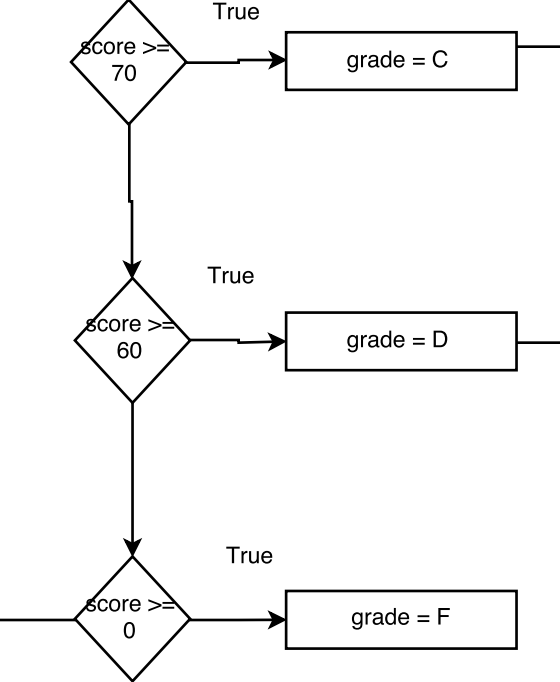 True
score >=
70
grade = C
True
score >=
60
grade = D
True
score >=
0
grade = F